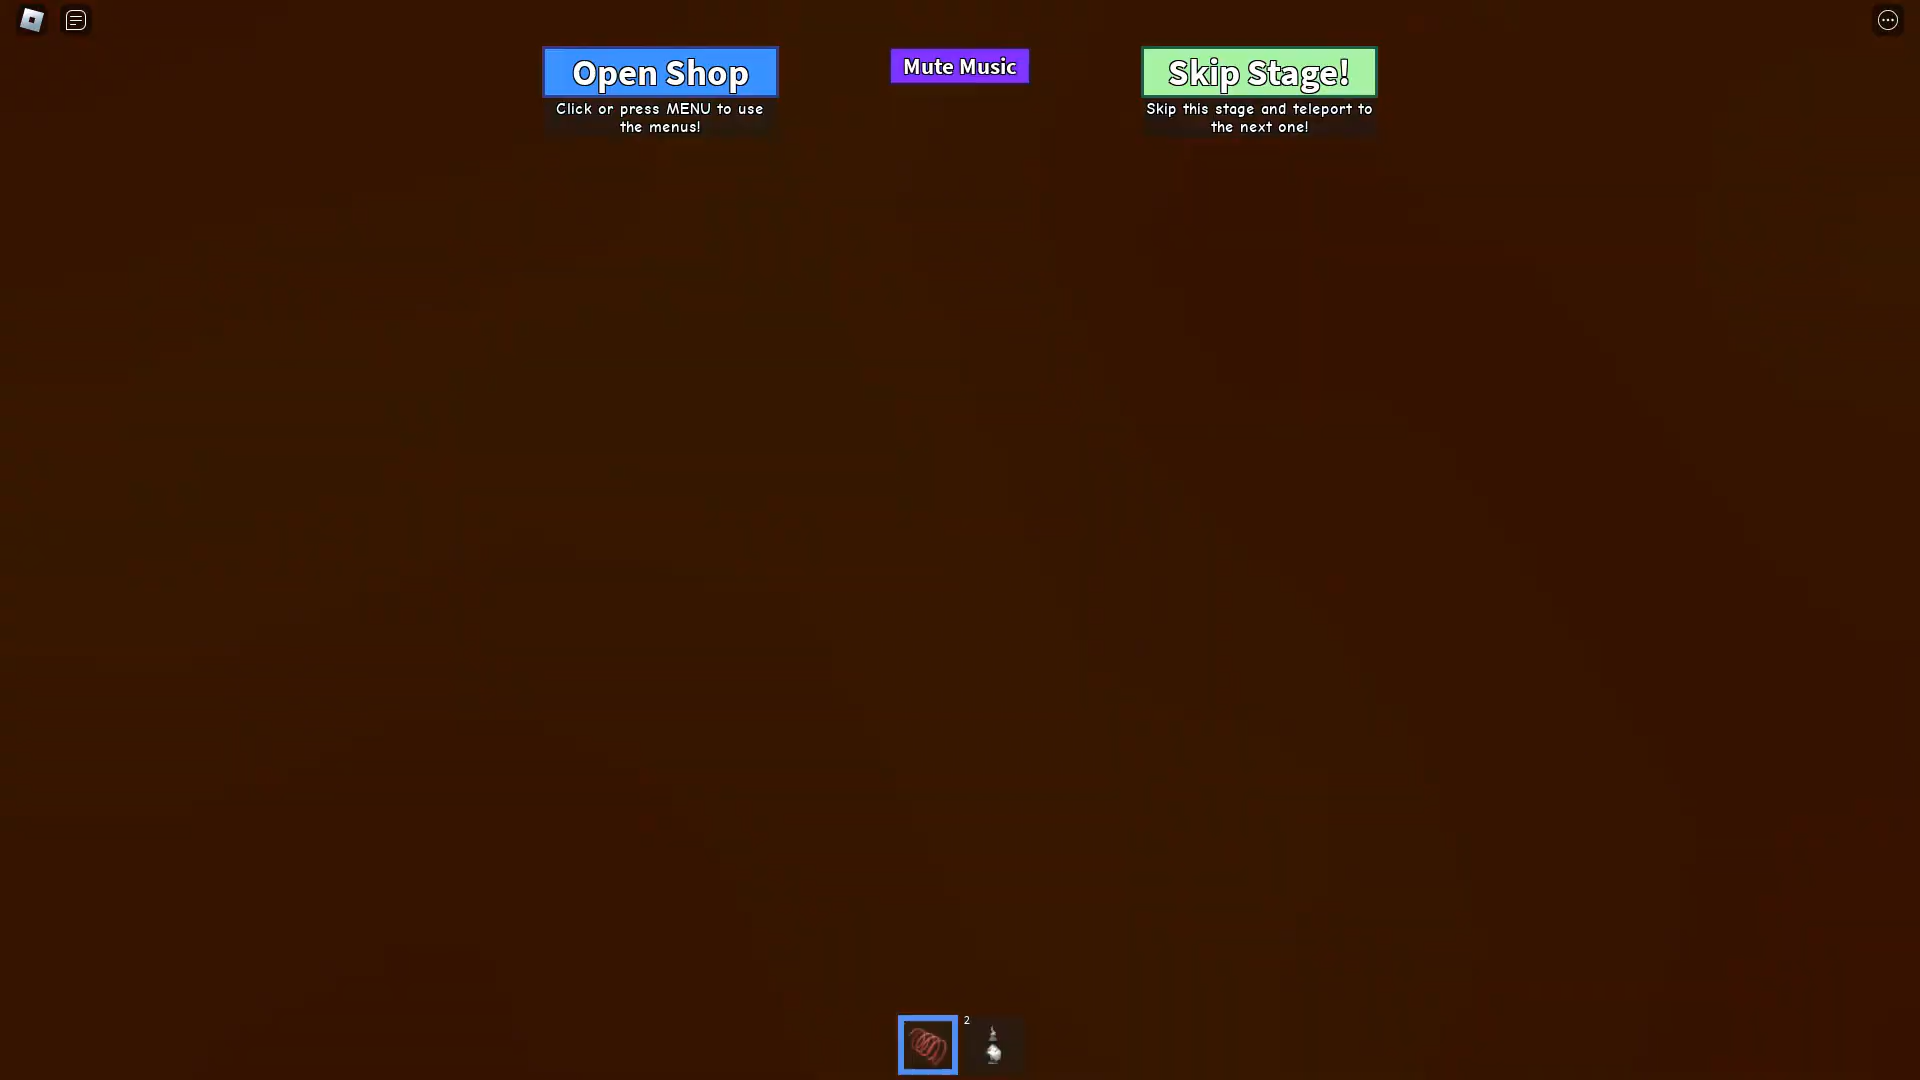 Open Shop
Click or press MENU to use
the menus!
Mute Music
Skip Stage!
Skip this stage and teleport to
the next one!
2